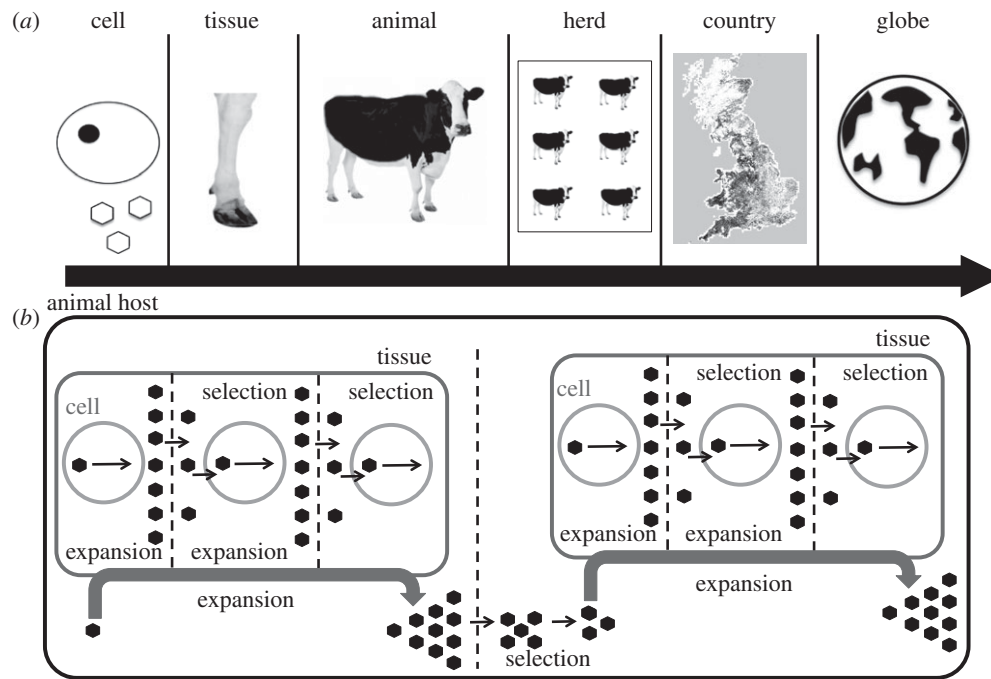 (a) cell tissue animal herd country globe
animal host
(b)
tissue tissue
selection selection selection selection
cell cell
expansion expansion expansion expansion
expansion expansion
selection